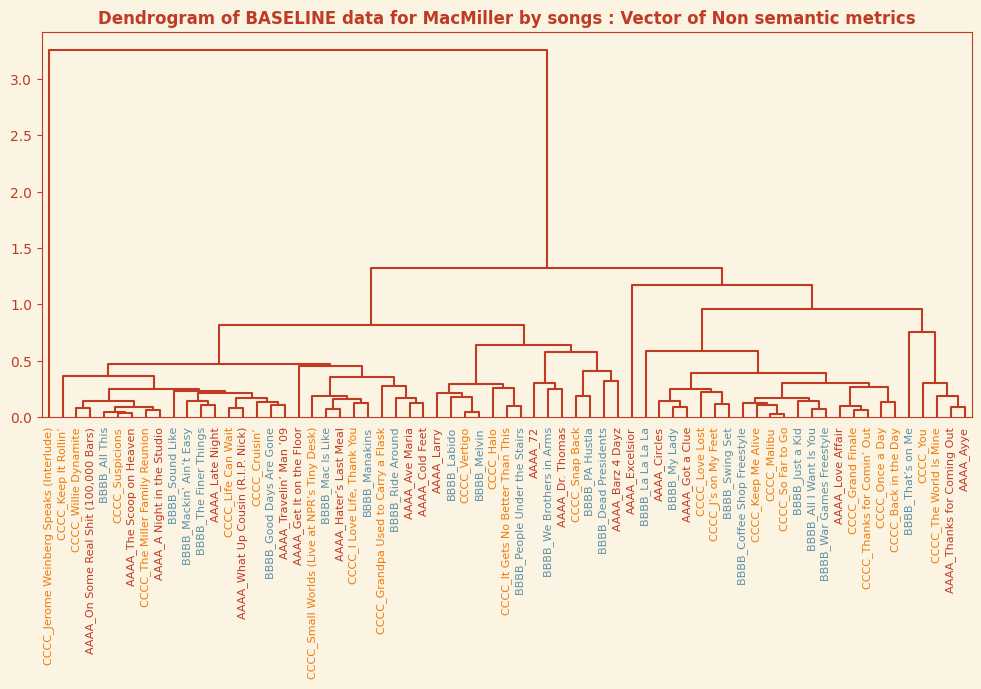 Dendrogram of BASELINE data for MacMiller by songs : Vector of Non semantic metrics
3.0
2.5
2.0
1.5
1.0
0.5
0.0
CCCC_Jerome Weinberg Speaks (Interlude)
CCCC_Keep It Rollin’
CCCC_Willie Dynamite
AAAA_On Some Real Shit (100,000 Bars)
BBBB_All This
CCCC_Suspicions
AAAA_The Scoop on Heaven
CCCC_The Miller Family Reunion
AAAA_A Night in the Studio
BBBB_Sound Like
BBBB_Mackin’ Ain’t Easy
BBBB_The Finer Things
AAAA_Late Night
CCCC_Life Can Wait
AAAA_What Up Cousin (R.I.P. Nick)
CCCC_Cruisin’
BBBB_Good Days Are Gone
AAAA_Travelin’ Man ’09
AAAA_Get It on the Floor
CCCC_Small Worlds (Live at NPR’s Tiny Desk)
BBBB_Mac Is Like
AAAA_Hater’s Last Meal
CCCC_I Love Life, Thank You
BBBB_Manakins
CCCC_Grandpa Used to Carry a Flask
BBBB_Ride Around
AAAA_Ave Maria
AAAA_Cold Feet
AAAA_Larry
BBBB_Labido
CCCC_Vertigo
BBBB_Melvin
CCCC_Halo
CCCC_It Gets No Better Than This
BBBB_People Under the Stairs
AAAA_72
BBBB_We Brothers in Arms
AAAA_Dr. Thomas
CCCC_Snap Back
BBBB_PA Hustla
BBBB_Dead Presidents
AAAA_Barz 4 Dayz
AAAA_Excelsior
BBBB_La La La La
AAAA_Circles
BBBB_My Lady
AAAA_Got a Clue
CCCC_Love Lost
CCCC_J’s on My Feet
BBBB_Swing Set
BBBB_Coffee Shop Freestyle
CCCC_Keep Me Alive
CCCC_Malibu
CCCC_So Far to Go
BBBB_Just a Kid
BBBB_All I Want Is You
BBBB_War Games Freestyle
AAAA_Love Affair
CCCC_Grand Finale
CCCC_Thanks for Comin’ Out
CCCC_Once a Day
CCCC_Back in the Day
BBBB_That’s on Me
CCCC_You
CCCC_The World Is Mine
AAAA_Thanks for Coming Out
AAAA_Ayye